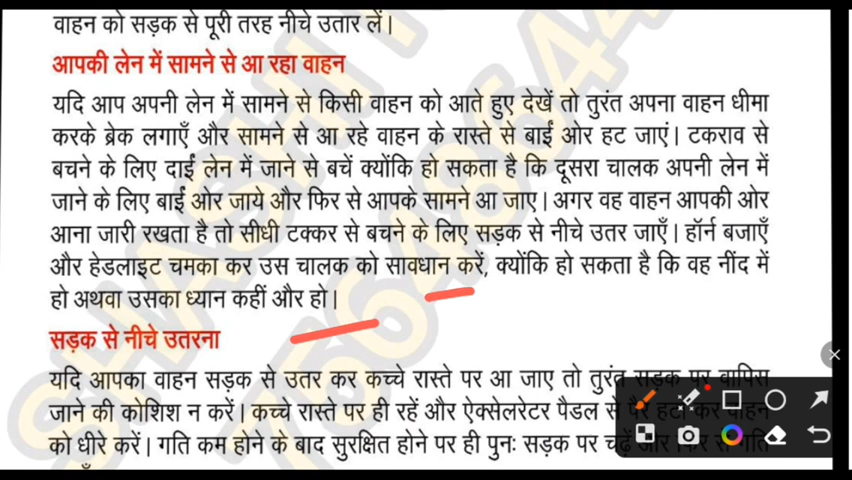 वाहन को सड़क से पूरी तरह नीचे उतार लें।
आपकी लेन में सामने से आ रहा वाहन
यदि आप अपनी लेन में सामने से किसी वाहन को आते हुए देखें तो तुरंत अपना वाहन धीमा
करके ब्रेक लगाएँ और सामने से आ रहे वाहन के रास्ते से बाईं ओर हट जाएं। टकराव से
बचने के लिए दाईं लेन में जाने से बचें क्योंकि हो सकता है कि दूसरा चालक अपनी लेन में
जाने के लिए बाईं ओर जाये और फिर से आपके सामने आ जाए। अगर वह वाहन आपकी ओर
आना जारी रखता है तो सीधी टक्कर से बचने के लिए सड़क से नीचे उतर जाएँ। हॉर्न बजाएँ
और हेडलाइट चमका कर उस चालक को सावधान करें, क्योंकि हो सकता है कि वह नींद में
हो अथवा उसका ध्यान कहीं और हो।
सड़क से नीचे उतरना
यदि आपका वाहन सड़क से उतर कर कच्चे रास्ते पर आ जाए तो तुरंत सड़क पर वापिस
जाने की कोशिश न करें। कच्चे रास्ते पर ही रहें और ऐक्सेलरेटर पैडल से पैर हटा कर वाहन
को धीरे करें। गति कम होने के बाद सुरक्षित होने पर ही पुनः सड़क पर चढ़ें और फिर से गति